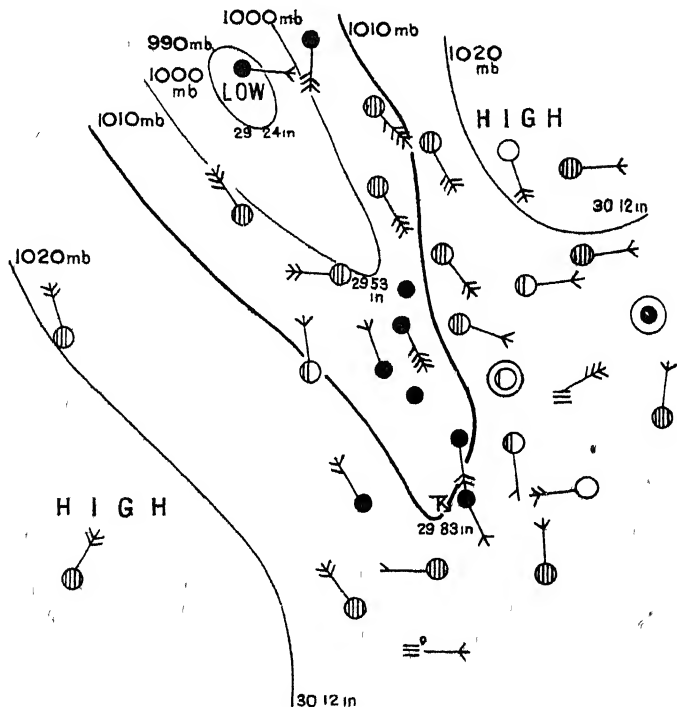 1000mb
990mb
1010mb
1000
mb
1020
mb
LOW
29 24in
HIGH
1010mb
30 12in
1020mb
2953
in
HIGH
29 83in
30 12in